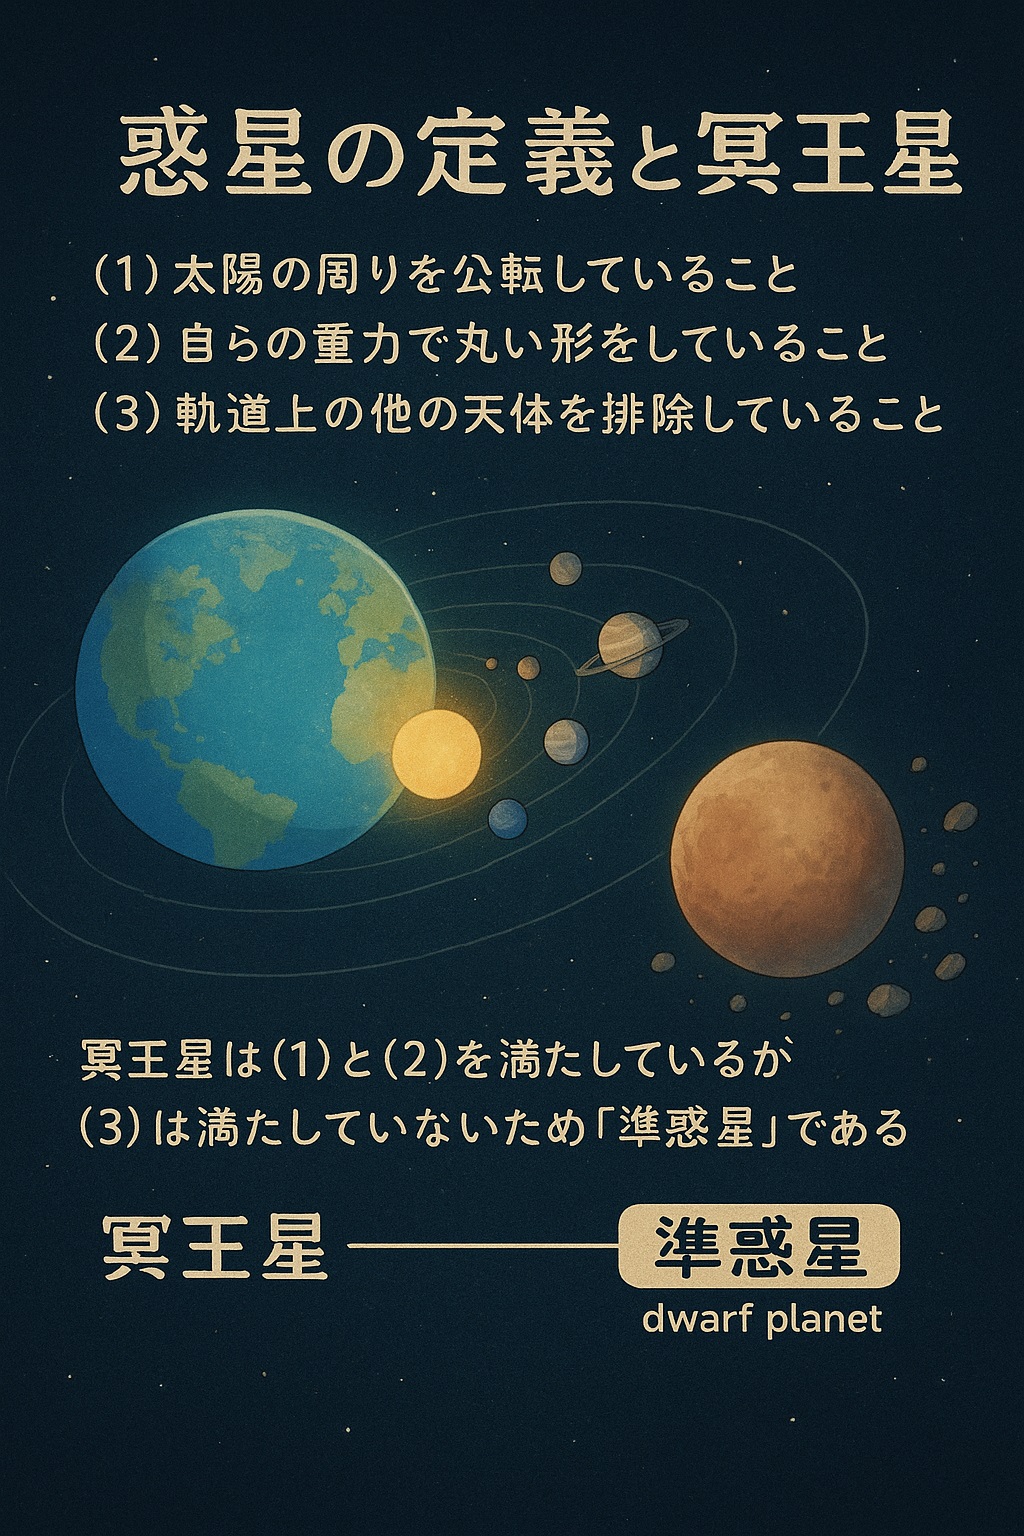 惑星の定義と冥王星
(1) 太陽の周りを公転していること
(2) 自らの重力で丸い形をしていること
(3) 軌道上の他の天体を排除していること
冥王星は(1)と(2)を満たしているが
(3)は満たしていないため「準惑星」である
冥王星
準惑星
dwarf planet